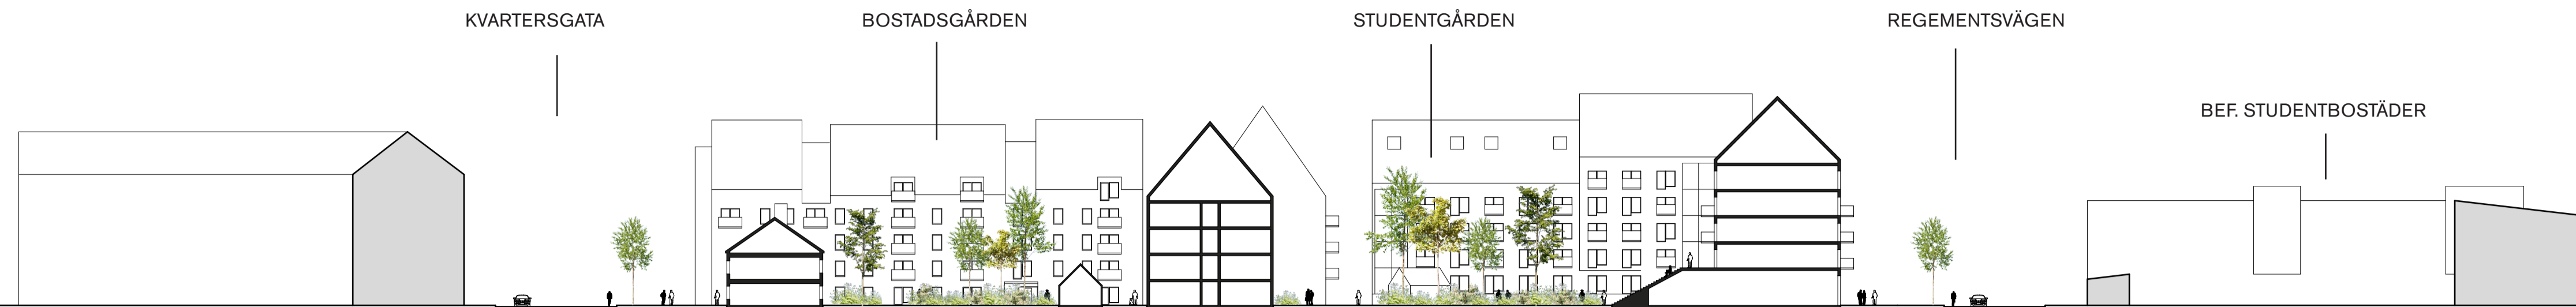 KVARTERSGATA
BOSTADSGÅRDEN
STUDENTGÅRDEN
REGEMENTSVÄGEN
BEF. STUDENTBOSTÄDER